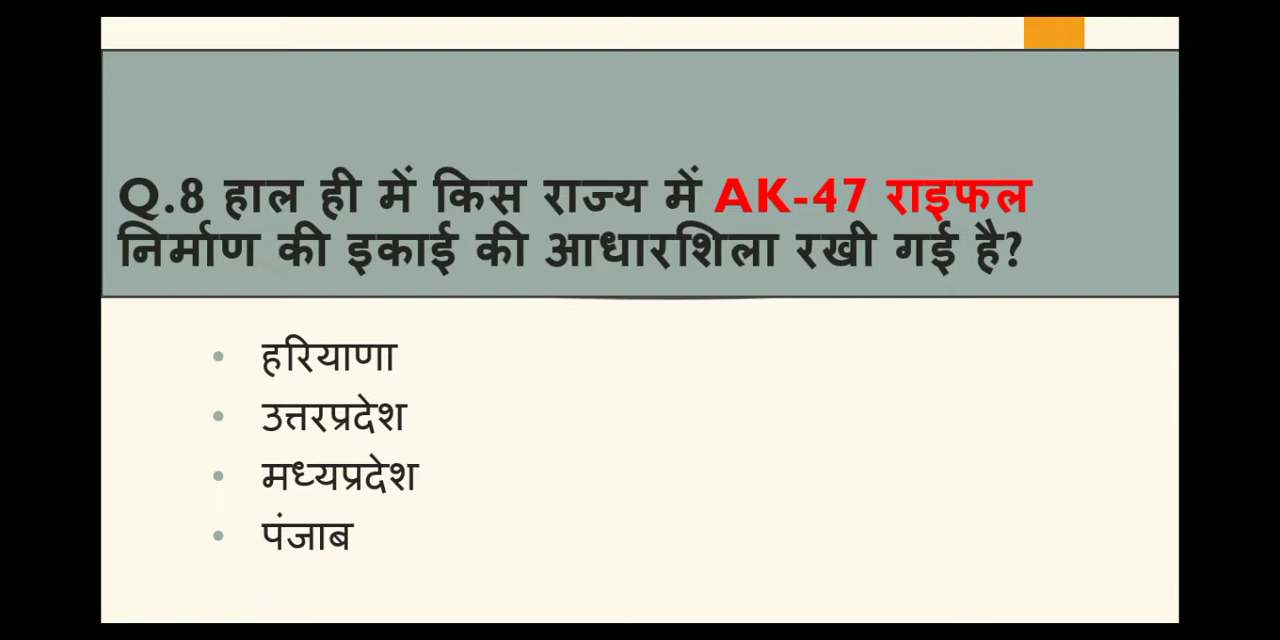 Q.8 हाल ही में किस राज्य में AK-47 राइफल
निर्माण की इकाई की आधारशिला रखी गई है?
• हरियाणा
• उत्तरप्रदेश
• मध्यप्रदेश
• पंजाब